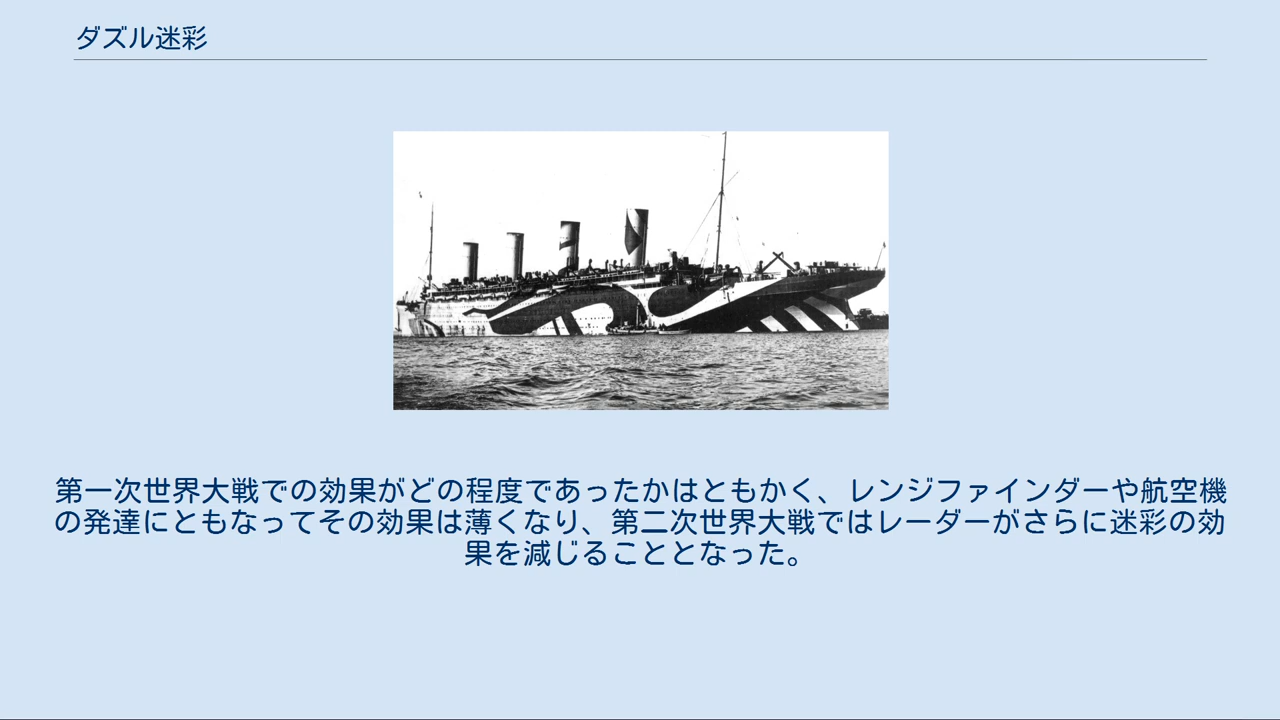 ダズル迷彩
第一次世界大戦での効果がどの程度であったかはともかく、レンジファインダーや航空機
の発達にともなってその効果は薄くなり、第二次世界大戦ではレーダーがさらに迷彩の効
果を減じることとなった。